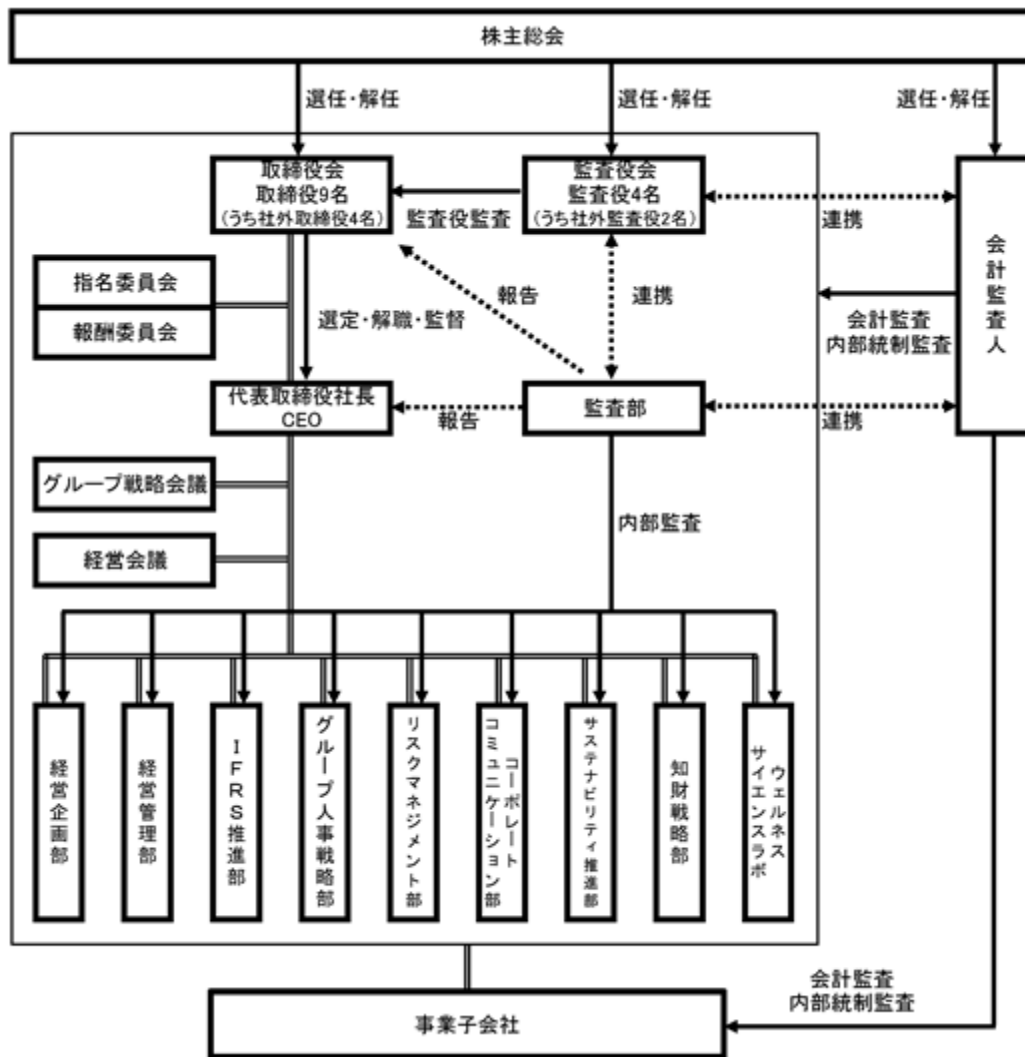 株主総会
選任・解任
選任・解任
選任・解任
取締役会
取締役9名
(うち社外取締役4名)
監査役会
監査役4名
(うち社外監査役2名)
監査役監査
連携
会計監査人
指名委員会
報酬委員会
報告
連携
選定・解職・監督
会計監査
内部統制監査
代表取締役社長
CEO
報告
監査部
連携
グループ戦略会議
内部監査
経営会議
経営企画部
経営管理部
IFRS推進部
グループ人事戦略部
リスクマネジメント部
コーポレート
コミュニケーション部
サステナビリティ推進部
知財戦略部
ウェルネス
サイエンスラボ
会計監査
内部統制監査
事業子会社